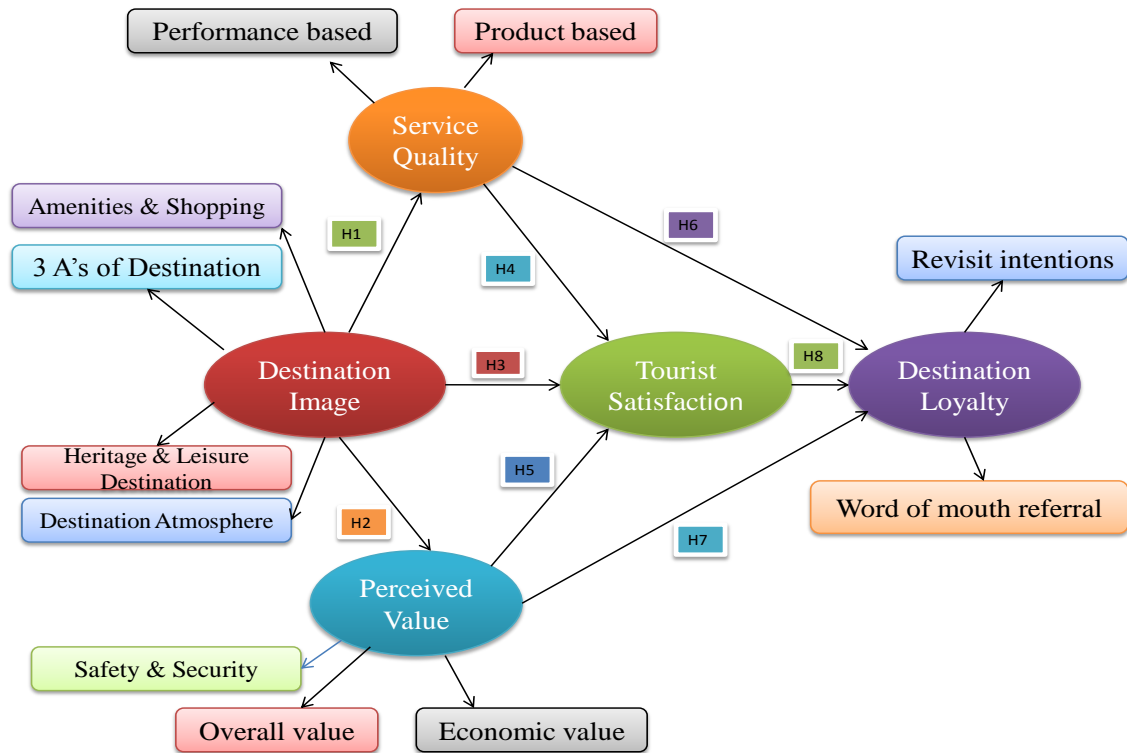 Performance based
Product based
Service
Quality
Amenities & Shopping
H1
H6
3 A's of Destination
H4
Revisit intentions
Destination
Image
H3
Tourist
Satisfaction
H8
Destination
Loyalty
Heritage & Leisure
Destination
H5
Destination Atmosphere
H2
H7
Word of mouth referral
Perceived
Value
Safety & Security
Overall value
Economic value